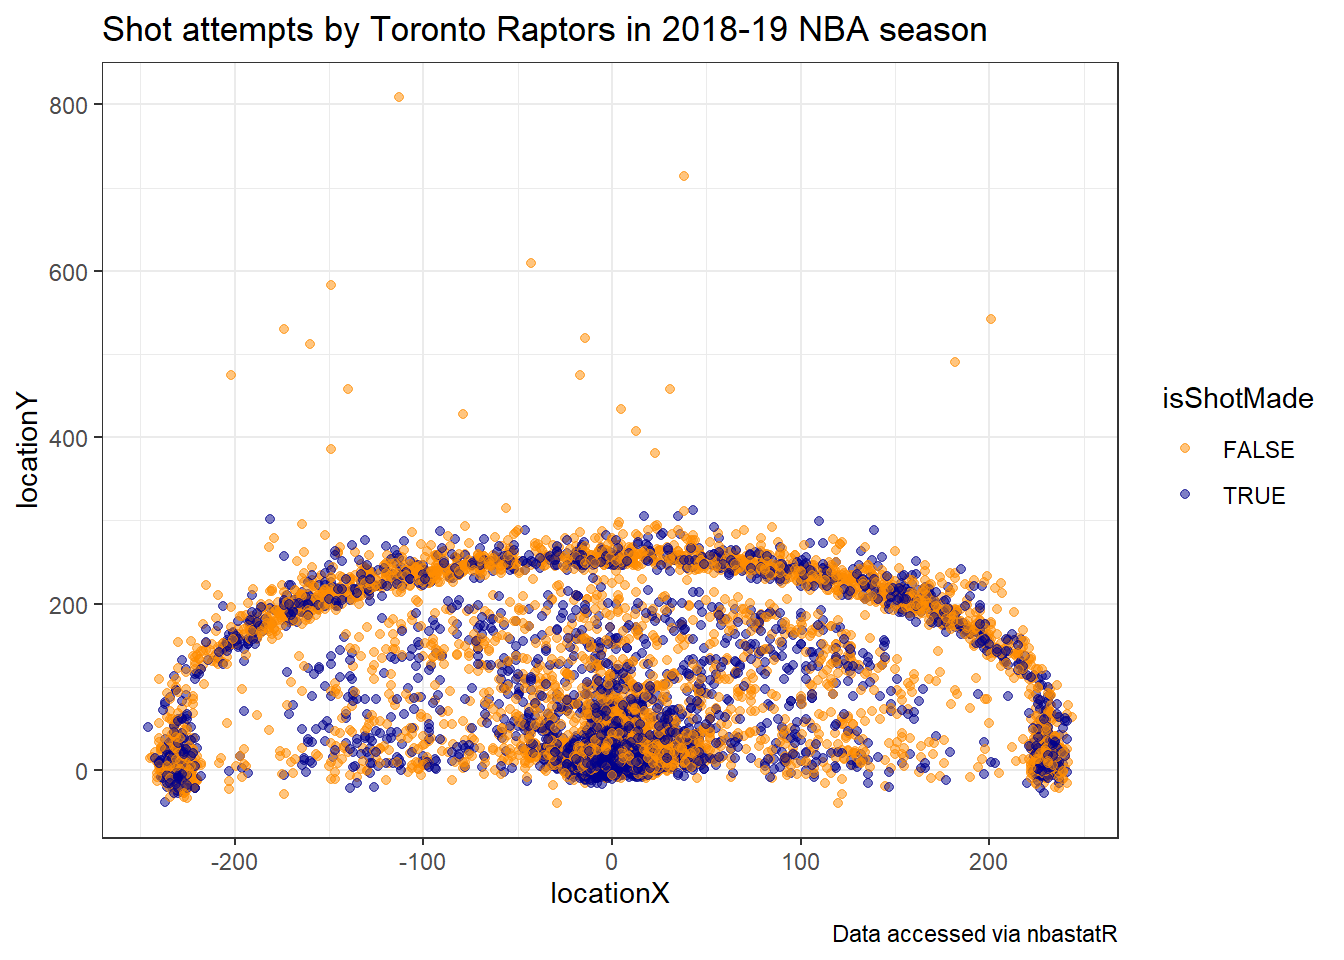 Shot attempts by Toronto Raptors in 2018-19 NBA season
800
600
400
200
0
locationY
-200
-100
0
100
200
locationX
isShotMade
FALSE
TRUE
Data accessed via nbastatR